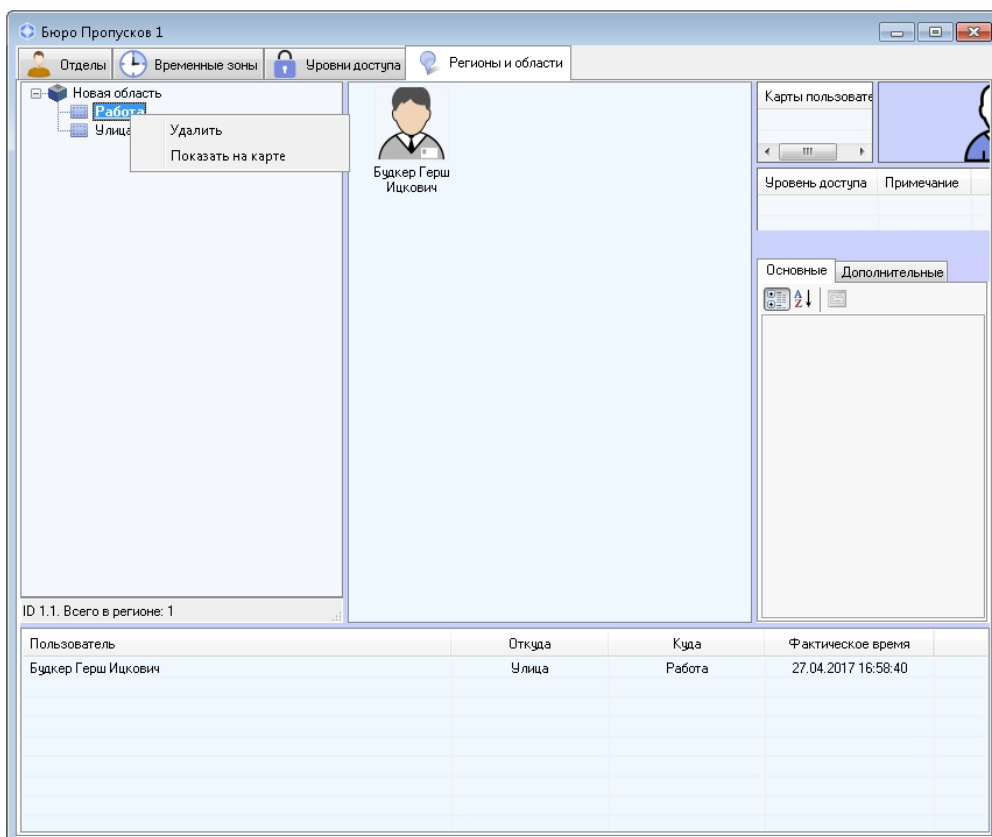 Бюро Пропусков 1
Отделы Временные зоны Уровни доступа Регионы и области
Новая область
Работа
Улица
Удалить
Показать на карте
Будкер Герш
Ицкович
Карты пользовате
Уровень доступа Примечание
Основные Дополнительные
ID 1.1. Всего в регионе: 1
Пользователь Откуда Куда Фактическое время
Будкер Герш Ицкович Улица Работа 27.04.2017 16:58:40